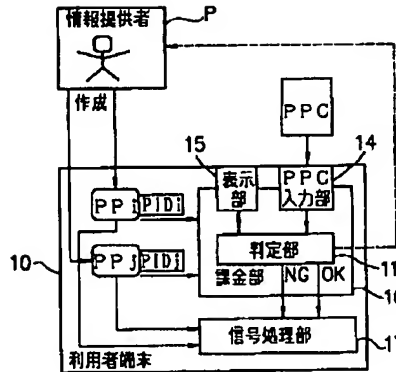 情報提供者
P
作成
PPC
15
14
表示部
PPC入力部
PPi
PIDi
10
判定部
11
PPj
PIDj
課金部
NG
OK
16
信号処理部
利用者端末